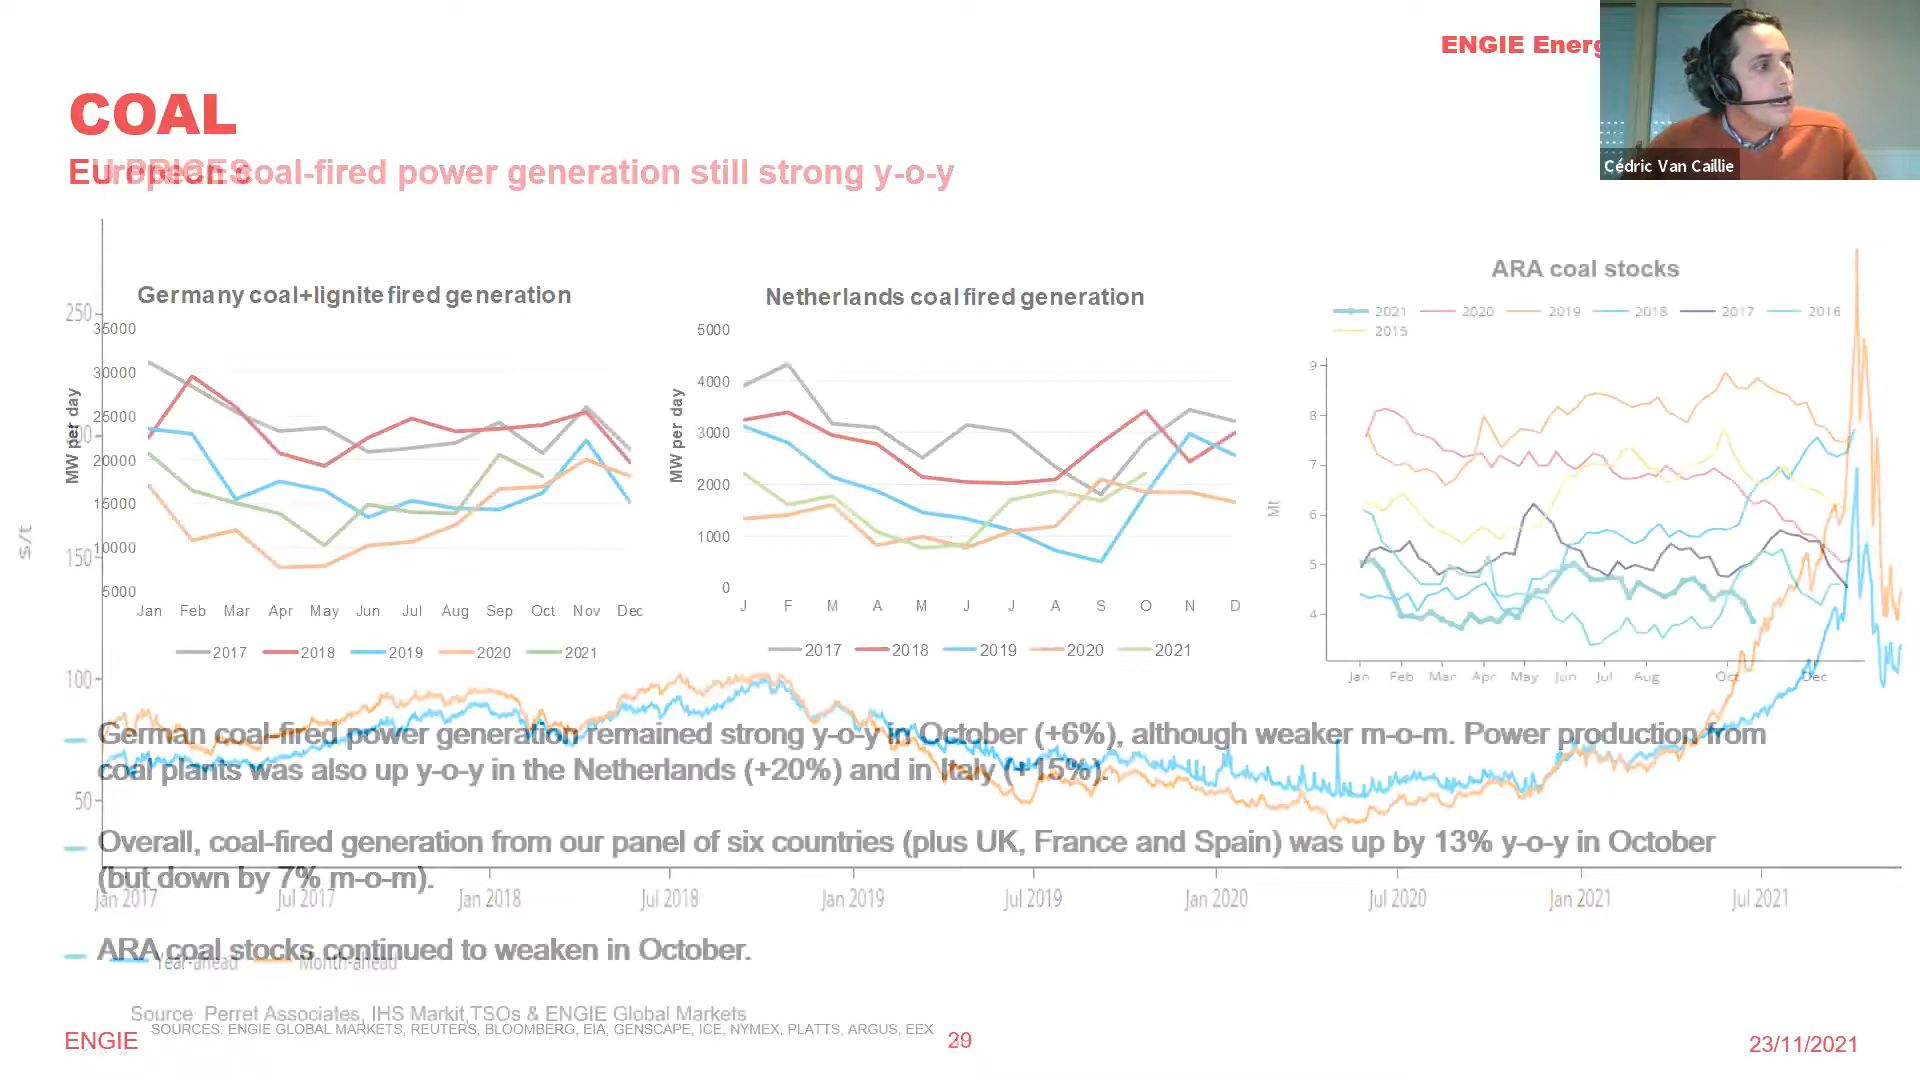 ENGIE Energ
COAL
Cédric Van Caillie
EU PRICES
European coal-fired power generation still strong y-o-y
ARA coal stocks
Germany coal+lignite fired generation
Netherlands coal fired generation
2021 2020 2019 2018 2017 2016
2015
250
200
150
100
50
$/t
MW per day
35000
30000
25000
20000
15000
10000
5000
Jan Feb Mar Apr May Jun Jul Aug Sep Oct Nov Dec
2017 2018 2019 2020 2021
MW per day
5000
4000
3000
2000
1000
0
J F M A M J J A S O N D
2017 2018 2019 2020 2021
Mt
9
8
7
6
5
4
Jan Feb Mar Apr May Jun Jul Aug Oct Dec
German coal-fired power generation remained strong y-o-y in October (+6%), although weaker m-o-m. Power production from
coal plants was also up y-o-y in the Netherlands (+20%) and in Italy (+15%).
Overall, coal-fired generation from our panel of six countries (plus UK, France and Spain) was up by 13% y-o-y in October
(but down by 7% m-o-m).
Jan 2017 Jul 2017 Jan 2018 Jul 2018 Jan 2019 Jul 2019 Jan 2020 Jul 2020 Jan 2021 Jul 2021
ARA coal stocks continued to weaken in October.
Year-ahead Month-ahead
Source: Perret Associates, IHS Markit,TSOs & ENGIE Global Markets
SOURCES: ENGIE GLOBAL MARKETS, REUTERS, BLOOMBERG, EIA, GENSCAPE, ICE, NYMEX, PLATTS, ARGUS, EEX
ENGIE
29
23/11/2021